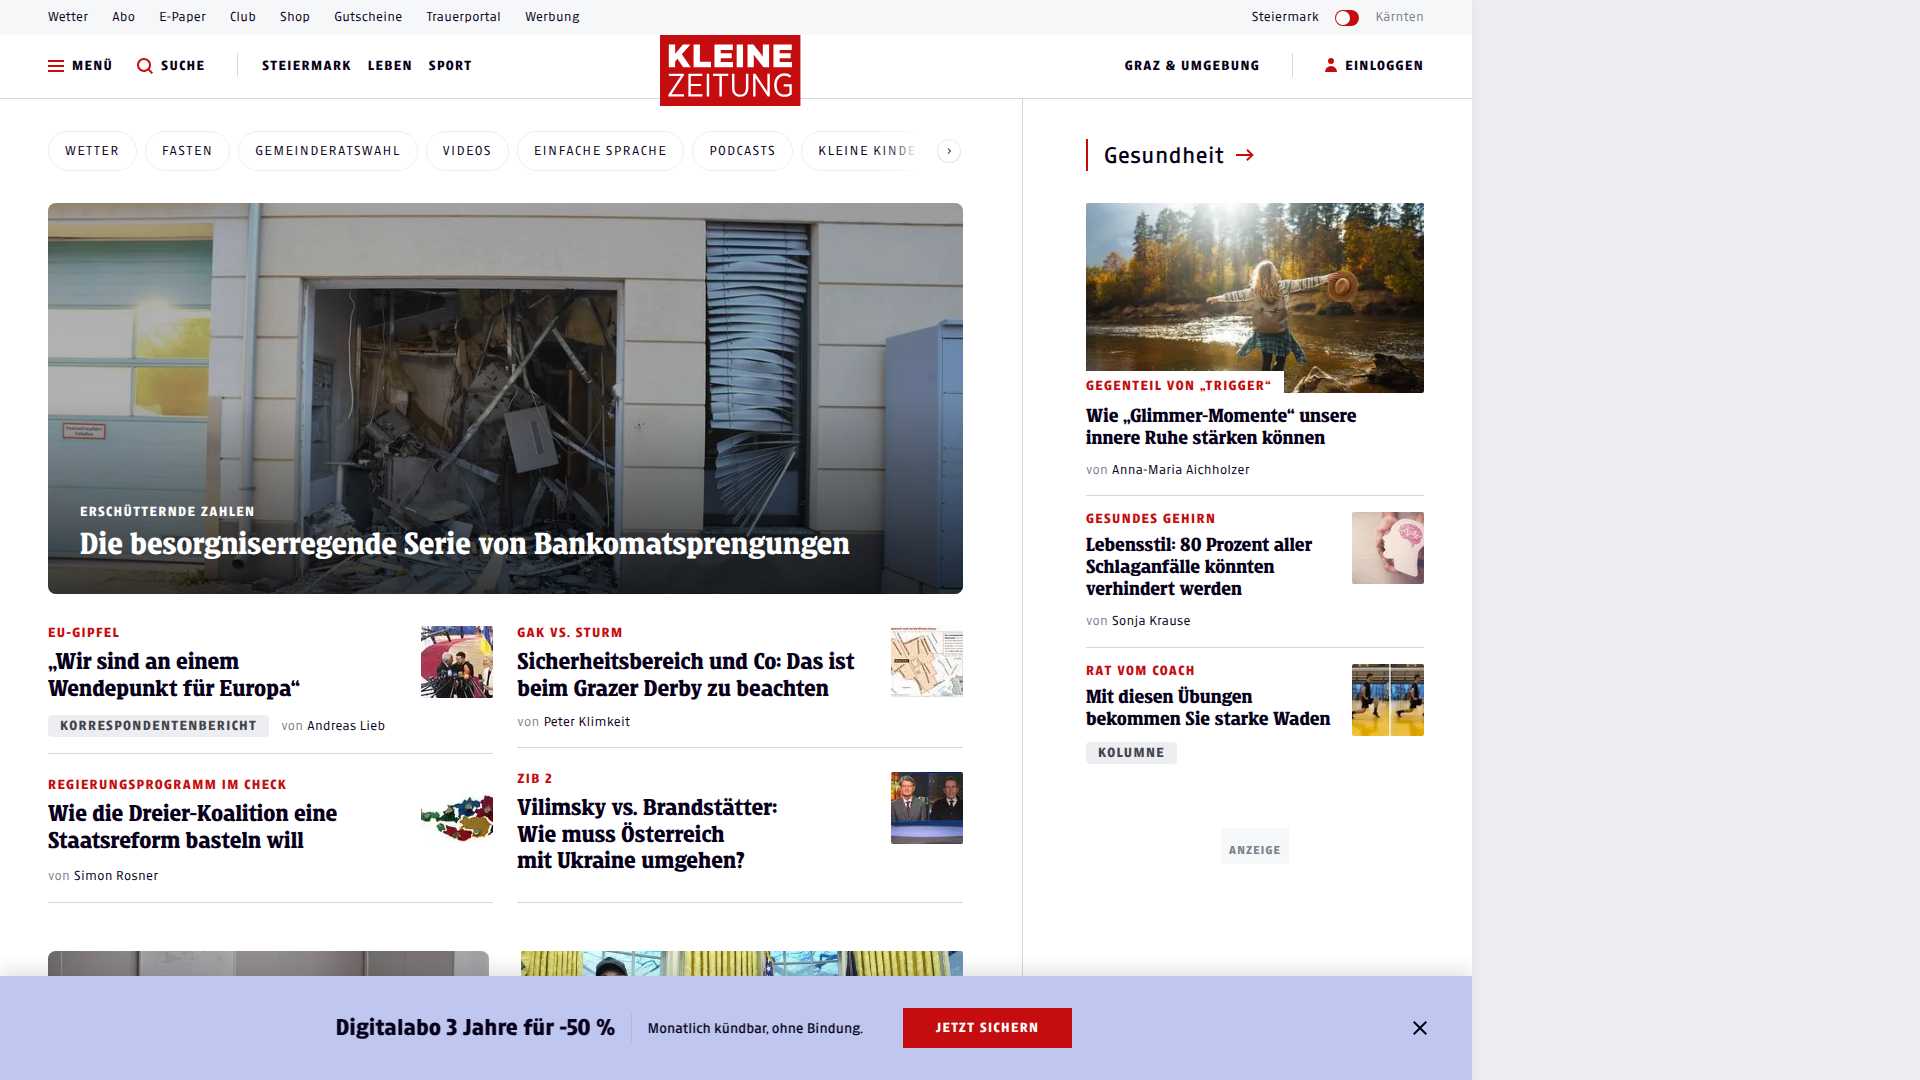 Wetter Abo E-Paper Club Shop Gutscheine Trauerportal Werbung Steiermark Kärnten
MENÜ SUCHE STEIERMARK LEBEN SPORT
KLEINE
ZEITUNG
GRAZ & UMGEBUNG EINLOGGEN
WETTER FASTEN GEMEINDERATSWAHL VIDEOS EINFACHE SPRACHE PODCASTS KLEINE KINDE
ERSCHÜTTERNDE ZAHLEN
Die besorgniserregende Serie von Bankomatsprengungen
EU-GIPFEL
„Wir sind an einem
Wendepunkt für Europa“
KORRESPONDENTENBERICHT von Andreas Lieb
REGIERUNGSPROGRAMM IM CHECK
Wie die Dreier-Koalition eine
Staatsreform basteln will
von Simon Rosner
GAK VS. STURM
Sicherheitsbereich und Co: Das ist
beim Grazer Derby zu beachten
von Peter Klimkeit
ZIB 2
Vilimsky vs. Brandstätter:
Wie muss Österreich
mit Ukraine umgehen?
Gesundheit
GEGENTEIL VON „TRIGGER“
Wie „Glimmer-Momente“ unsere
innere Ruhe stärken können
von Anna-Maria Aichholzer
GESUNDES GEHIRN
Lebensstil: 80 Prozent aller
Schlaganfälle könnten
verhindert werden
von Sonja Krause
RAT VOM COACH
Mit diesen Übungen
bekommen Sie starke Waden
KOLUMNE
ANZEIGE
Digitalabo 3 Jahre für -50 %
Monatlich kündbar, ohne Bindung.
JETZT SICHERN